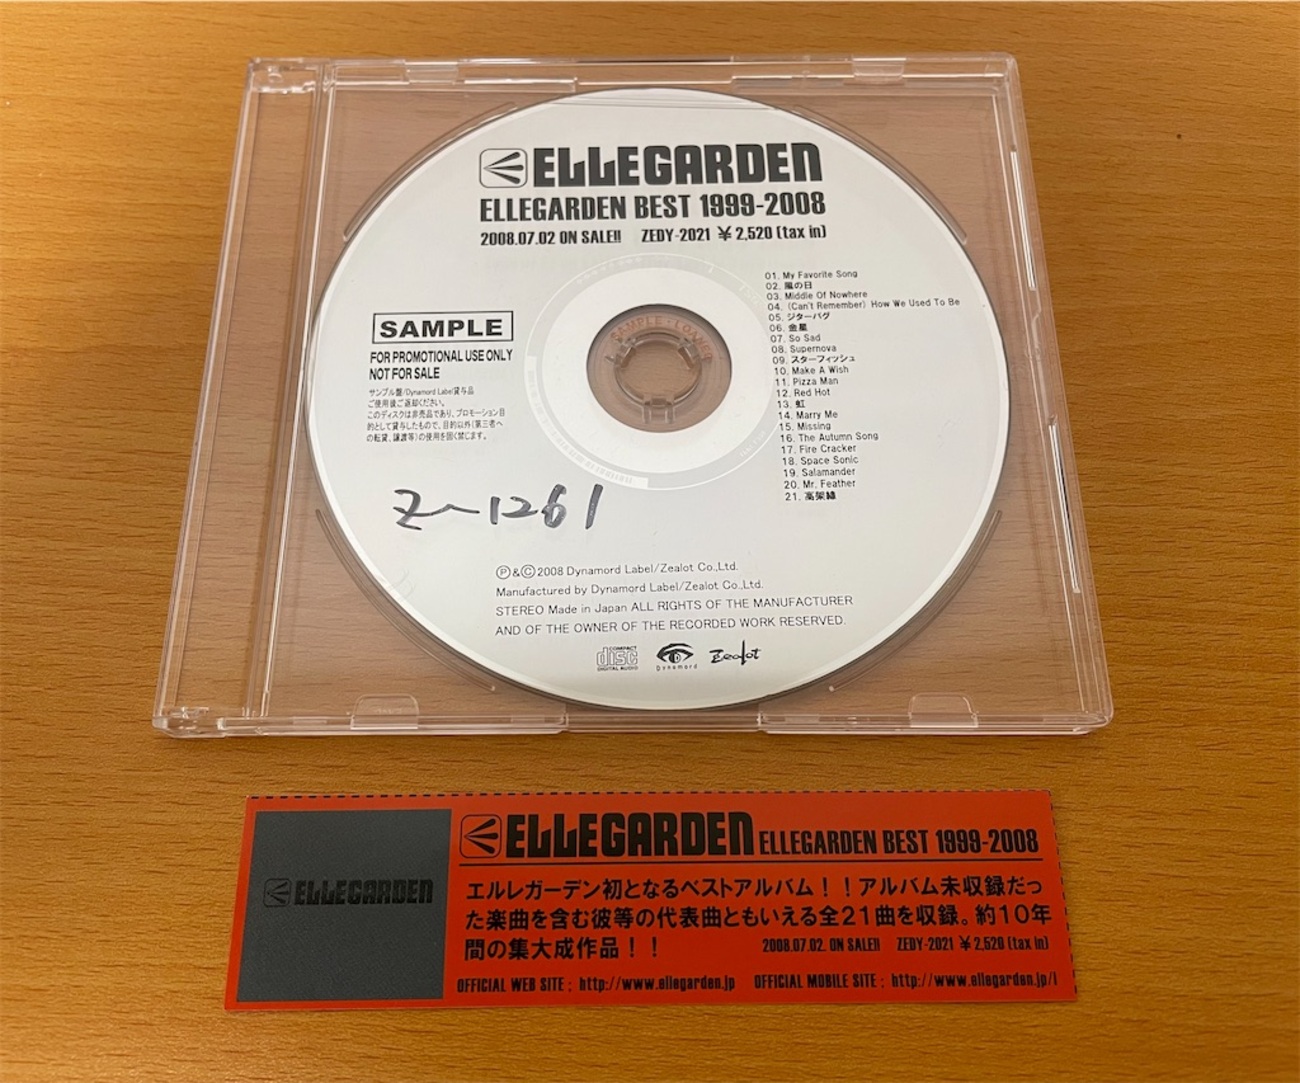 ELLEGARDEN
ELLEGARDEN BEST 1999-2008
2008.07.02 ON SALE!! ZEDY-2021 ¥2,520 (tax in)
01. My Favorite Song
02. 風の日
03. Middle Of Nowhere
04. (Can't Remember) How We Used To Be
05. ジターバグ
06. 金星
07. So Sad
08. Supernova
09. スターフィッシュ
10. Make A Wish
11. Pizza Man
12. Red Hot
13. 虹
14. Marry Me
15. Missing
16. The Autumn Song
17. Fire Cracker
18. Space Sonic
19. Salamander
20. Mr. Feather
21. 高架線
SAMPLE
FOR PROMOTIONAL USE ONLY
NOT FOR SALE
サンプル盤/Dynamord Label貸与品
ご使用後ご返却ください。
このディスクは非売品であり、プロモーション目
的として貸与したもので、目的以外(第三者へ
の転貸、譲渡等)の使用を固く禁じます。
SAMPLE・LOANED
Z-1261
Ⓟ&Ⓒ2008 Dynamord Label/Zealot Co.,Ltd.
Manufactured by Dynamord Label/Zealot Co.,Ltd.
STEREO Made in Japan ALL RIGHTS OF THE MANUFACTURER
AND OF THE OWNER OF THE RECORDED WORK RESERVED.
COMPACT disc DIGITAL AUDIO
Dynamord
Zealot
ELLEGARDEN
ELLEGARDEN ELLEGARDEN BEST 1999-2008
エルレガーデン初となるベストアルバム！！アルバム未収録だっ
た楽曲を含む彼等の代表曲ともいえる全21曲を収録。約10年
間の集大成作品！！
2008.07.02. ON SALE!! ZEDY-2021 ¥2,520 (tax in)
OFFICIAL WEB SITE : http://www.ellegarden.jp OFFICIAL MOBILE SITE : http://www.ellegarden.jp/i